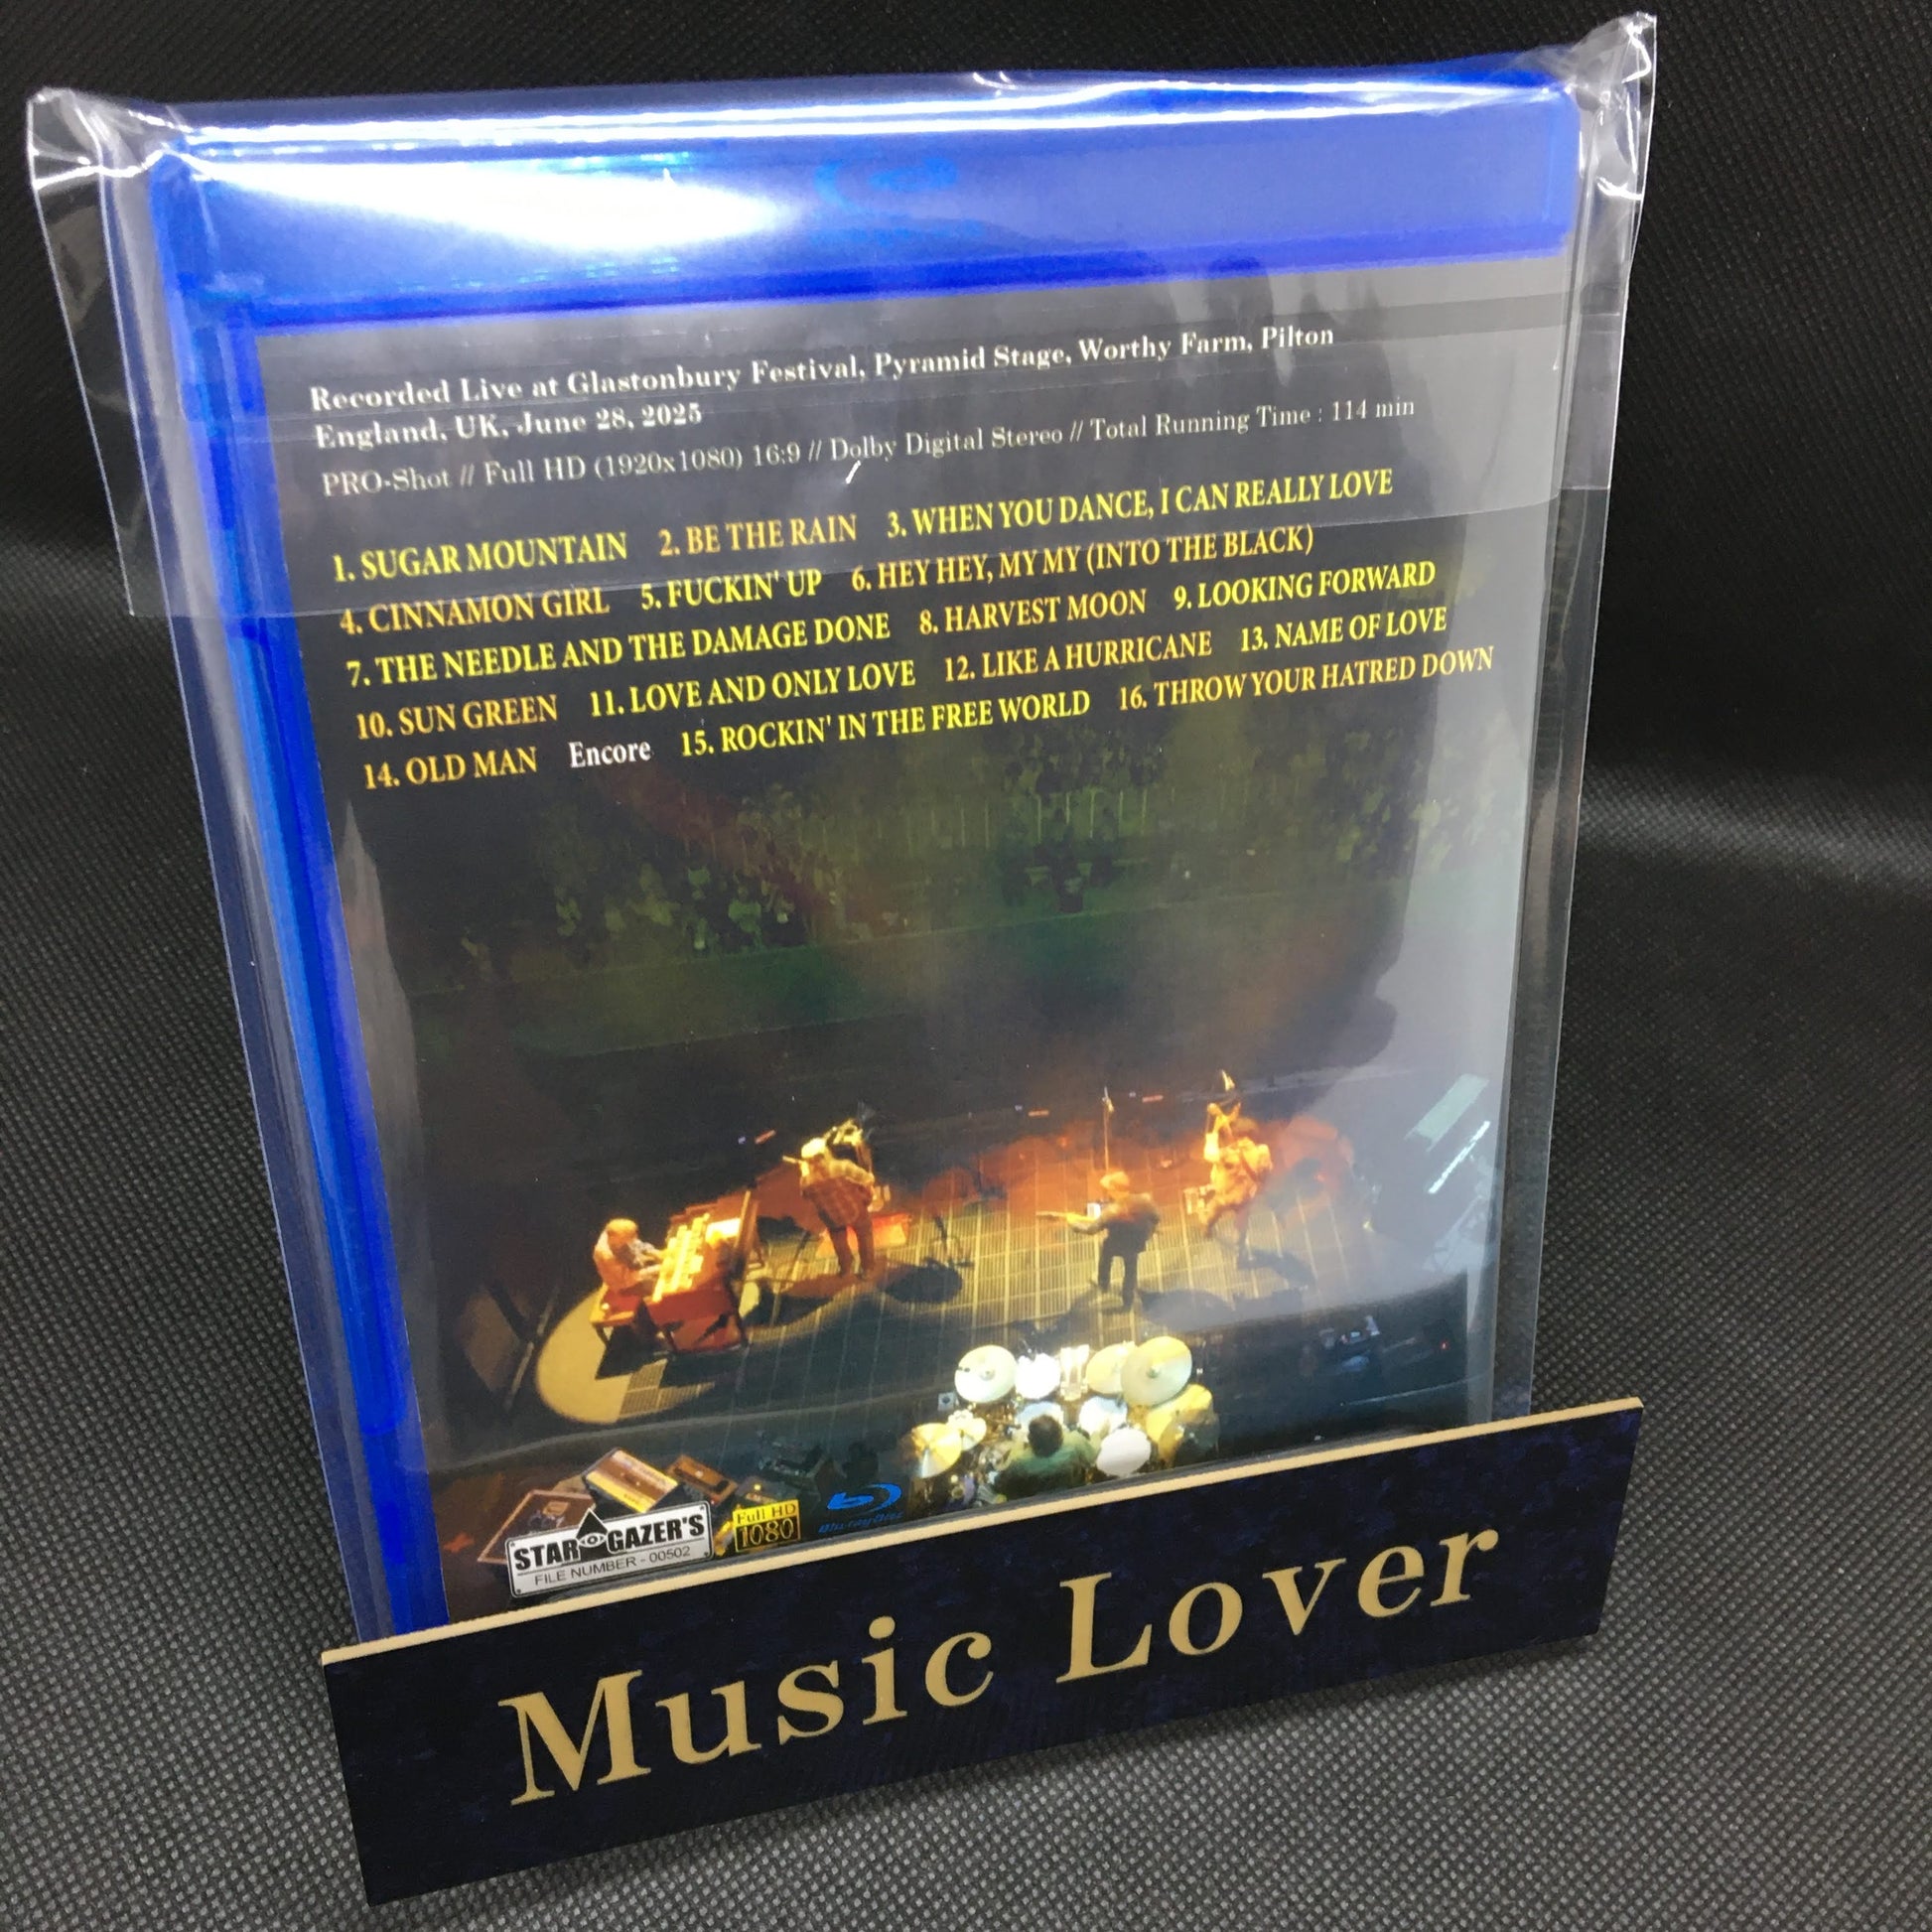 Recorded Live at Glastonbury Festival, Pyramid Stage, Worthy Farm, Pilton
England, UK, June 28, 2025
PRO-Shot // Full HD (1920x1080) 16:9 // Dolby Digital Stereo // Total Running Time : 114 min
1. SUGAR MOUNTAIN 2. BE THE RAIN 3. WHEN YOU DANCE, I CAN REALLY LOVE
4. CINNAMON GIRL 5. FUCKIN' UP 6. HEY HEY, MY MY (INTO THE BLACK)
7. THE NEEDLE AND THE DAMAGE DONE 8. HARVEST MOON 9. LOOKING FORWARD
10. SUN GREEN 11. LOVE AND ONLY LOVE 12. LIKE A HURRICANE 13. NAME OF LOVE
14. OLD MAN Encore 15. ROCKIN' IN THE FREE WORLD 16. THROW YOUR HATRED DOWN
STAR GAZER'S
FILE NUMBER - 00502
Full HD
1080
Blu-ray Disc
Music Lover